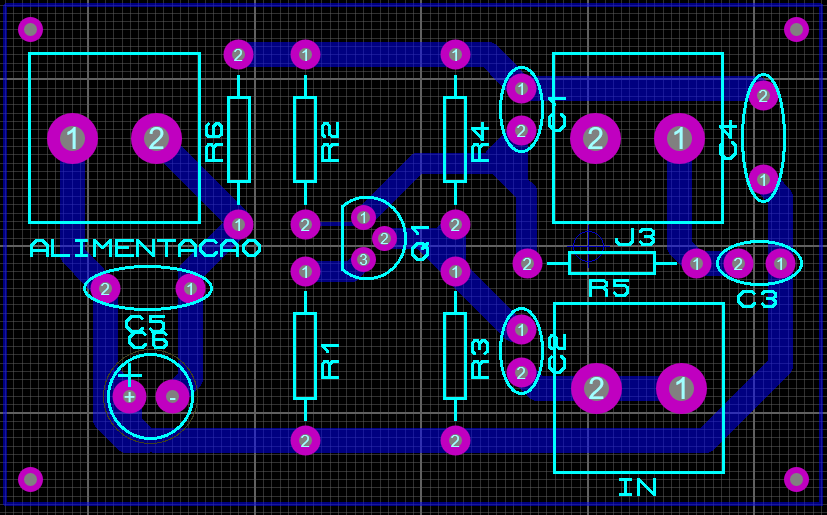 2 1 1
1 C1 2
1 2 R6 R2 R4 2 2 1 C4
1
1 2 2 1 2
ALIMENTACAO Q1 J3
3 1 1 2 R5 1 2 1
2 1 C3
C5
C6 1 C2
+ R1 R3 2 2 1
+ -
2 2
IN